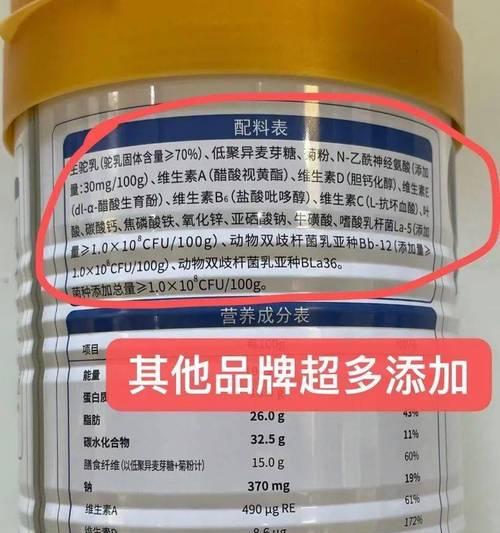 配料表
生驼乳(驼乳固体含量≥70%)、低聚异麦芽糖、菊粉、N-乙酰神经氨酸(添加
量:30mg/100g)、维生素A(醋酸视黄酯)、维生素D(胆钙化醇)、维生素E
(dl-α-醋酸生育酚)、维生素B₆(盐酸吡哆醇)、维生素C(L-抗坏血酸)、叶
酸、碳酸钙、焦磷酸铁、氧化锌、亚硒酸钠、牛磺酸、嗜酸乳杆菌La-5(添加
量≥1.0×10⁸CFU/100g)、动物双歧杆菌乳亚种Bb-12(添加量≥
1.0×10⁸CFU/100g)、动物双歧杆菌乳亚种BLa36。
菌种添加总量≥1.0×10⁸CFU/100g。
营养成分表
项目
能量
其他品牌超多添加
蛋白质
脂肪 26.0 g 43%
碳水化合物 32.5 g 11%
膳食纤维(以低聚异麦芽糖+菊粉计) 15.0 g 60%
钠 370 mg 19%
维生素A 490 μg RE 61%
维生素D 8.6 μg 172%